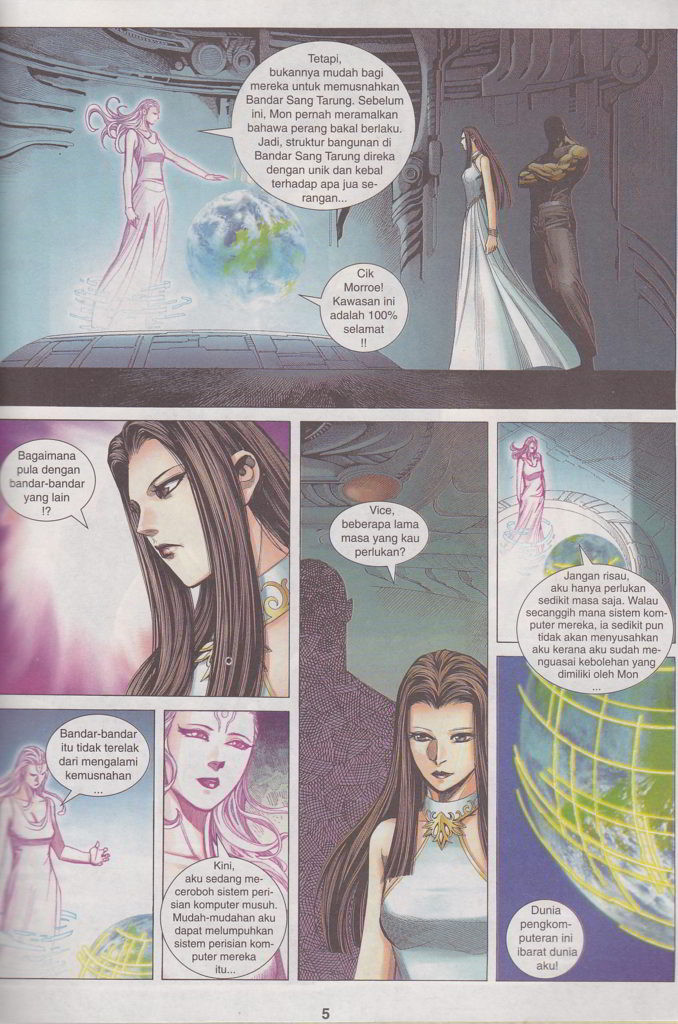 Tetapi,
bukannya mudah bagi
mereka untuk memusnahkan
Bandar Sang Tarung. Sebelum
ini, Mon pernah meramalkan
bahawa perang bakal berlaku.
Jadi, struktur bangunan di
Bandar Sang Tarung direka
dengan unik dan kebal
terhadap apa jua se-
rangan...
Cik
Morroe!
Kawasan ini
adalah 100%
selamat
!!
Bagaimana
pula dengan
bandar-bandar
yang lain
!?
Bandar-bandar
itu tidak terelak
dari mengalami
kemusnahan
...
Kini,
aku sedang me-
ceroboh sistem peri-
sian komputer musuh.
Mudah-mudahan aku
dapat melumpuhkan
sistem perisian kom-
puter mereka
itu...
Vice,
beberapa lama
masa yang kau
perlukan?
Jangan risau,
aku hanya perlukan
sedikit masa saja. Walau
secanggih mana sistem kom-
puter mereka, ia sedikit pun
tidak akan menyusahkan
aku kerana aku sudah me-
nguasai kebolehan yang
dimiliki oleh Mon
...
Dunia
pengkom-
puteran ini
ibarat dunia
aku!
5